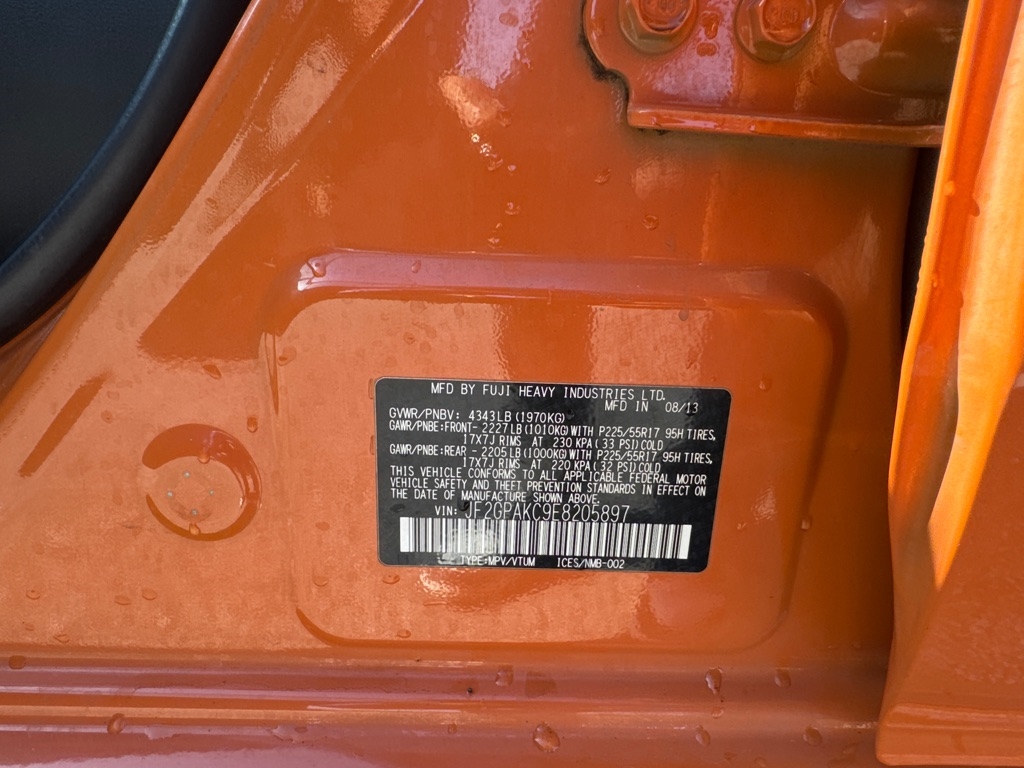 MFD BY FUJI HEAVY INDUSTRIES LTD.
MFD IN 08/13
GVWR/PNBV: 4343LB(1970KG)
GAWR/PNBE:FRONT- 2227LB(1010KG)WITH P225/55R17 95H TIRES,
17X7J RIMS AT 230 KPA(33 PSI)COLD
GAWR/PNBE:REAR - 2205LB(1000KG)WITH P225/55R17 95H TIRES,
17X7J RIMS AT 220 KPA(32 PSI)COLD
THIS VEHICLE CONFORMS TO ALL APPLICABLE FEDERAL MOTOR
VEHICLE SAFETY AND THEFT PREVENTION STANDARDS IN EFFECT ON
THE DATE OF MANUFACTURE SHOWN ABOVE.
VIN: JF2GPAKC9E8205897
TYPE:MPV/VTUM ICES/NMB-002